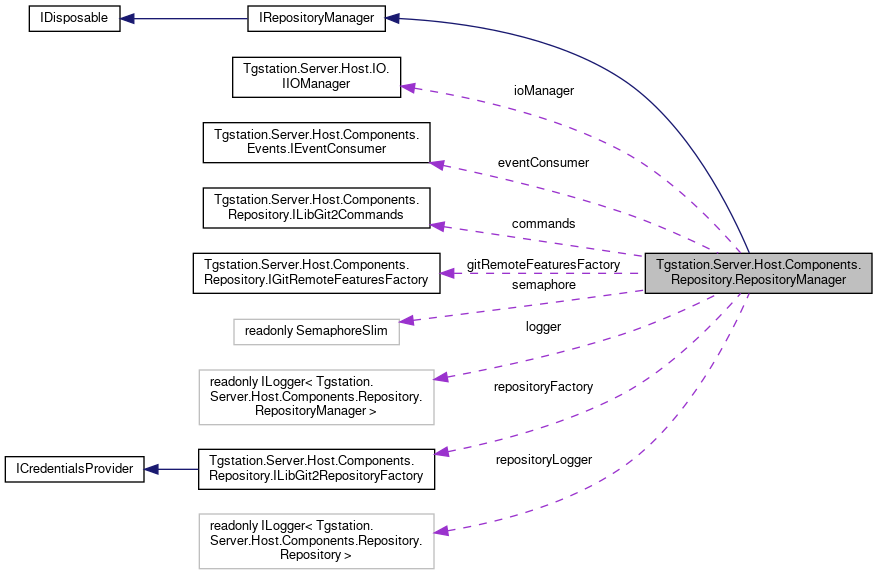 IDisposable
IRepositoryManager
Tgstation.Server.Host.IO.
IIOManager
ioManager
Tgstation.Server.Host.Components.
Events.IEventConsumer
eventConsumer
Tgstation.Server.Host.Components.
Repository.ILibGit2Commands
commands
Tgstation.Server.Host.Components.
Repository.IGitRemoteFeaturesFactory
gitRemoteFeaturesFactory
Tgstation.Server.Host.Components.
Repository.RepositoryManager
semaphore
readonly SemaphoreSlim
logger
readonly ILogger< Tgstation.
Server.Host.Components.Repository.
RepositoryManager >
repositoryFactory
ICredentialsProvider
Tgstation.Server.Host.Components.
Repository.ILibGit2RepositoryFactory
repositoryLogger
readonly ILogger< Tgstation.
Server.Host.Components.Repository.
Repository >